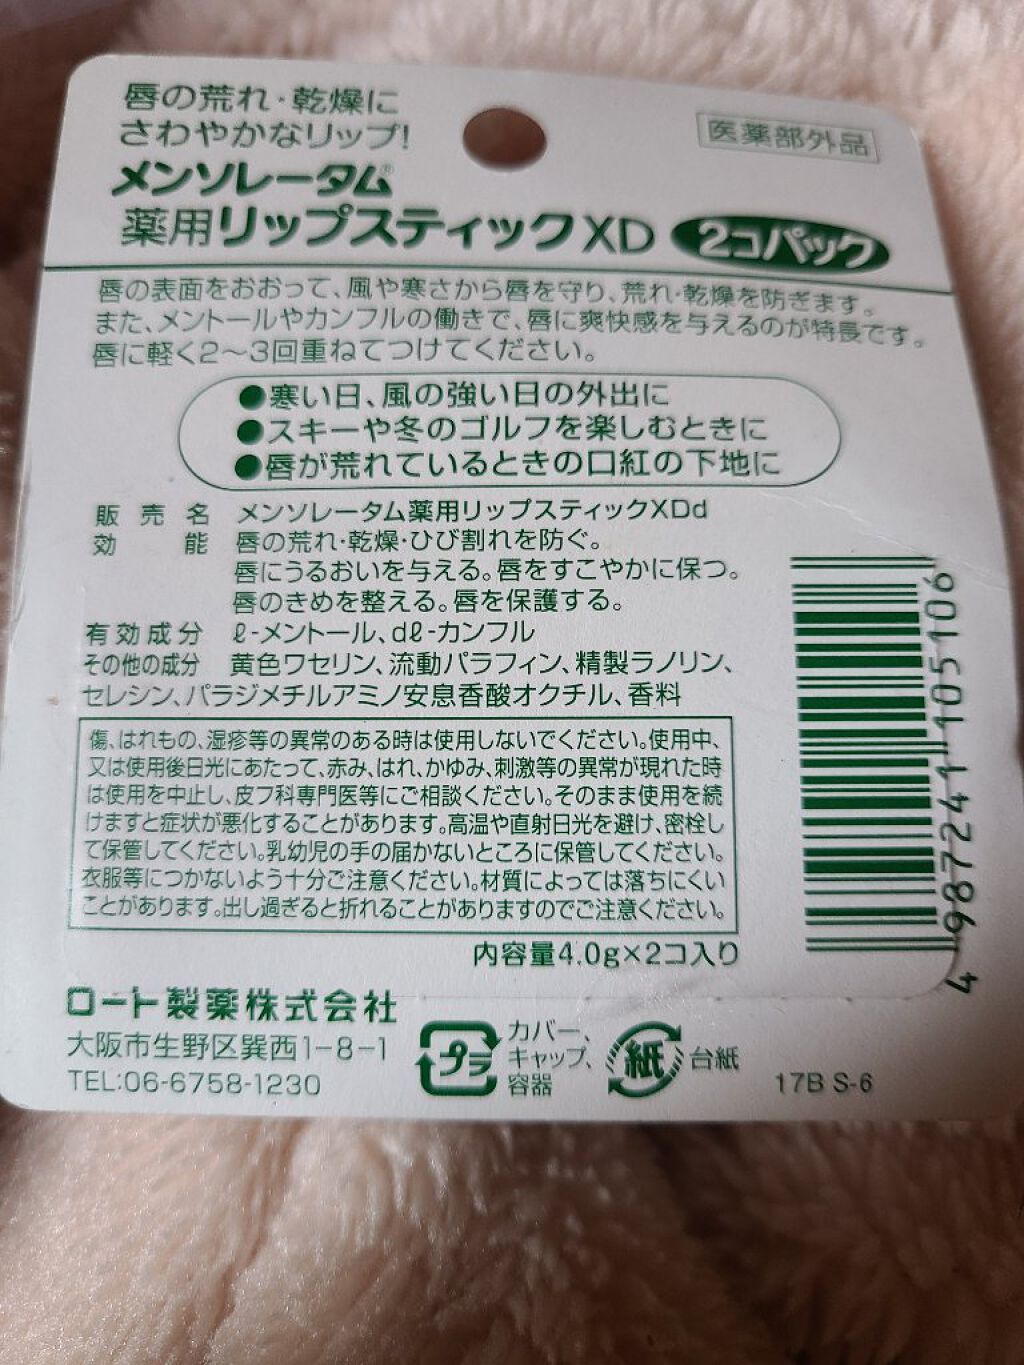 唇の荒れ・乾燥に
さわやかなリップ!
医薬部外品
メンソレータム®
薬用リップスティックXD 2コパック
唇の表面をおおって、風や寒さから唇を守り、荒れ・乾燥を防ぎます。
また、メントールやカンフルの働きで、唇に爽快感を与えるのが特長です。
唇に軽く2～3回重ねてつけてください。
●寒い日、風の強い日の外出に
●スキーや冬のゴルフを楽しむときに
●唇が荒れているときの口紅の下地に
販売名 メンソレータム薬用リップスティックXDd
効能 唇の荒れ・乾燥・ひび割れを防ぐ。
唇にうるおいを与える。唇をすこやかに保つ。
唇のきめを整える。唇を保護する。
有効成分 ℓ-メントール、dℓ-カンフル
その他の成分 黄色ワセリン、流動パラフィン、精製ラノリン、
セレシン、パラジメチルアミノ安息香酸オクチル、香料
傷、はれもの、湿疹等の異常のある時は使用しないでください。使用中、
又は使用後日光にあたって、赤み、はれ、かゆみ、刺激等の異常が現れた時
は使用を中止し、皮フ科専門医等にご相談ください。そのまま使用を続
けますと症状が悪化することがあります。高温や直射日光を避け、密栓し
て保管してください。乳幼児の手の届かないところに保管してください。
衣服等につかないよう十分ご注意ください。材質によっては落ちにくい
ことがあります。出し過ぎると折れることがありますのでご注意ください。
内容量4.0g×2コ入り
4 987241 105106
ロート製薬株式会社
大阪市生野区巽西1-8-1
TEL:06-6758-1230
プラ
カバー、
キャップ、
容器
紙
台紙
17B S-6